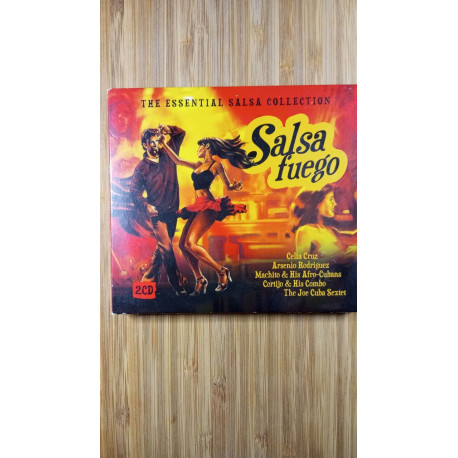 THE ESSENTIAL SALSA COLLECTION
Salsa
fuego
Celia Cruz
Arsenio Rodríguez
Machito & His Afro-Cubans
Cortijo & His Combo
The Joe Cuba Sextet
2CD